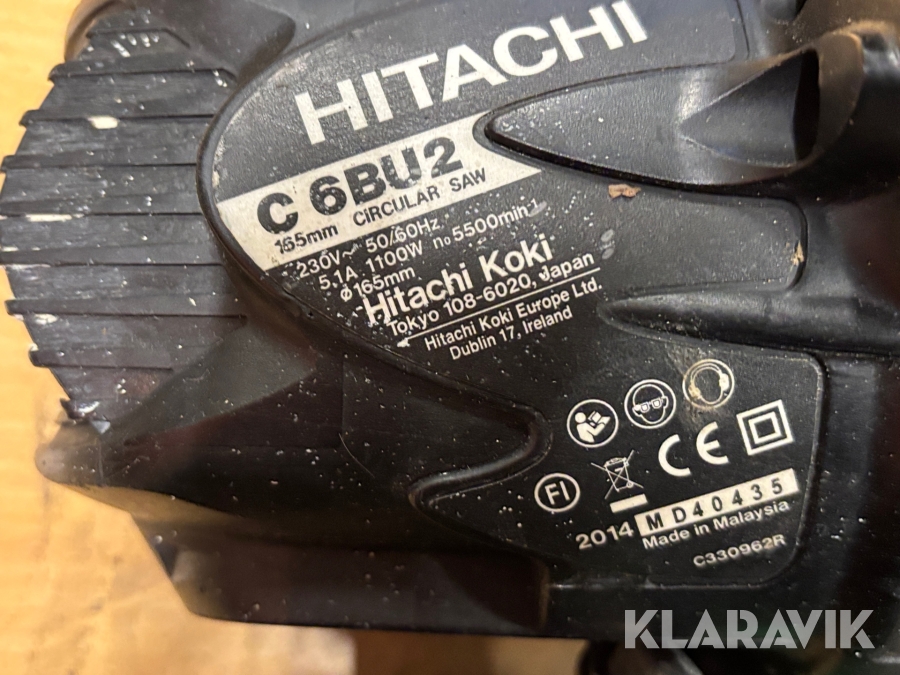 HITACHI
C 6BU2
165mm CIRCULAR SAW
230V~ 50/60Hz
5.1A 1100W no 5500min⁻¹
ø165mm
Hitachi Koki
Tokyo 108-6020, Japan
Hitachi Koki Europe Ltd.
Dublin 17, Ireland
CE
FI
2014 MD40435
Made in Malaysia
C330962R
KLARAVIK